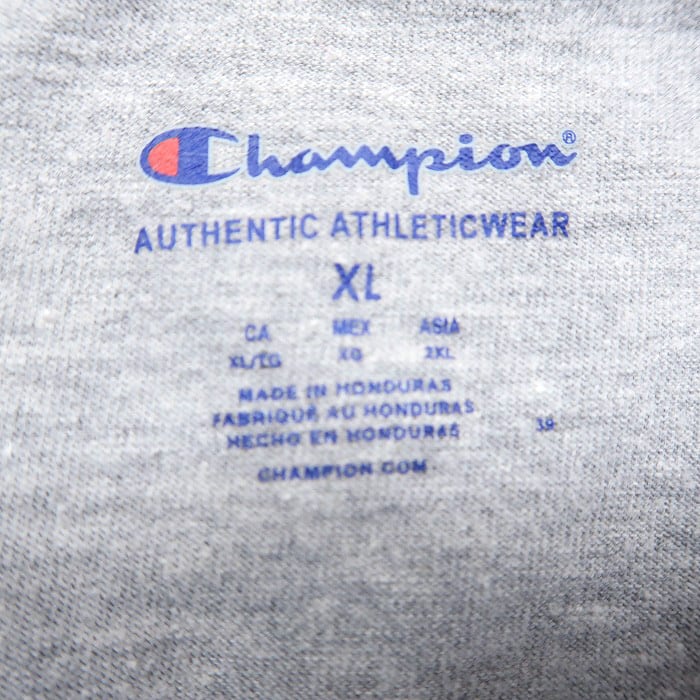 Champion®
AUTHENTIC ATHLETICWEAR
XL
CA MEX ASIA
XL/TG XG 2XL
MADE IN HONDURAS
FABRIQUÉ AU HONDURAS
HECHO EN HONDURAS
39
CHAMPION.COM